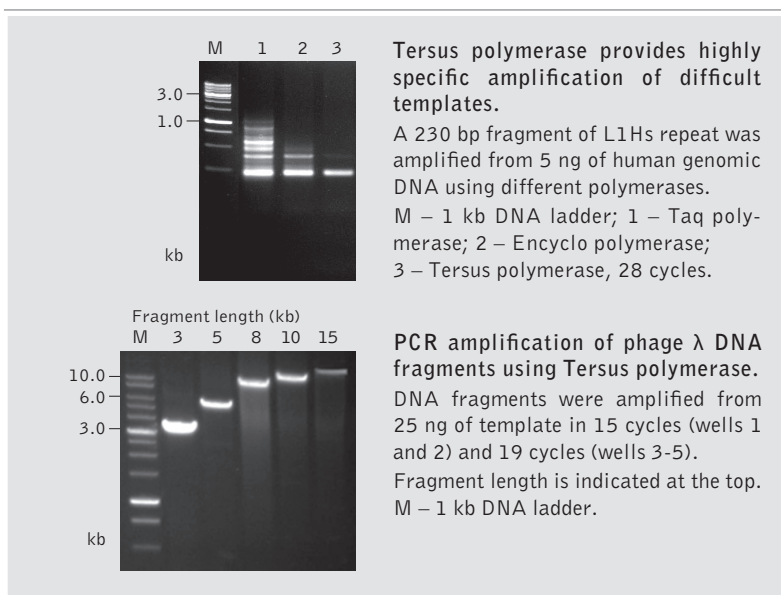 M 1 2 3
3.0
1.0
kb
Tersus polymerase provides highly
specific amplification of difficult
templates.
A 230 bp fragment of L1Hs repeat was
amplified from 5 ng of human genomic
DNA using different polymerases.
M – 1 kb DNA ladder; 1 – Taq poly-
merase; 2 – Encyclo polymerase;
3 – Tersus polymerase, 28 cycles.
Fragment length (kb)
M 3 5 8 10 15
10.0
6.0
3.0
kb
PCR amplification of phage λ DNA
fragments using Tersus polymerase.
DNA fragments were amplified from
25 ng of template in 15 cycles (wells 1
and 2) and 19 cycles (wells 3-5).
Fragment length is indicated at the top.
M – 1 kb DNA ladder.